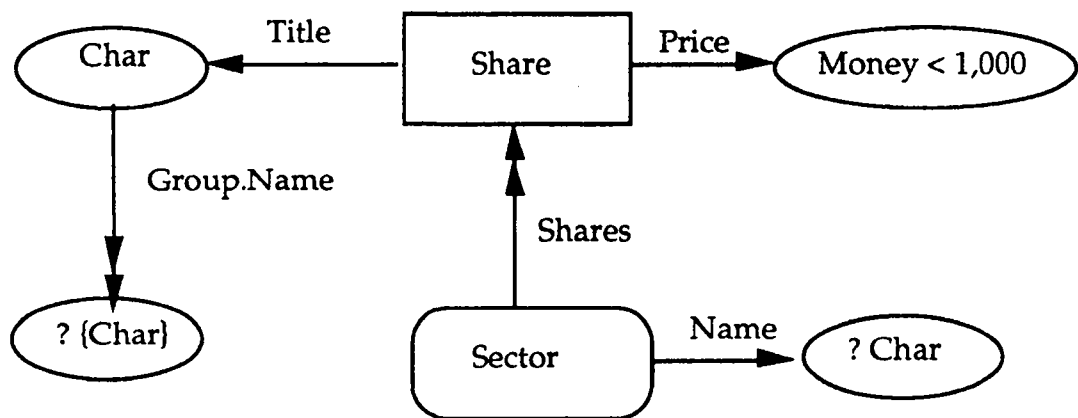 Title
Char
Share
Price
Money < 1,000
Group.Name
Shares
? {Char}
Sector
Name
? Char